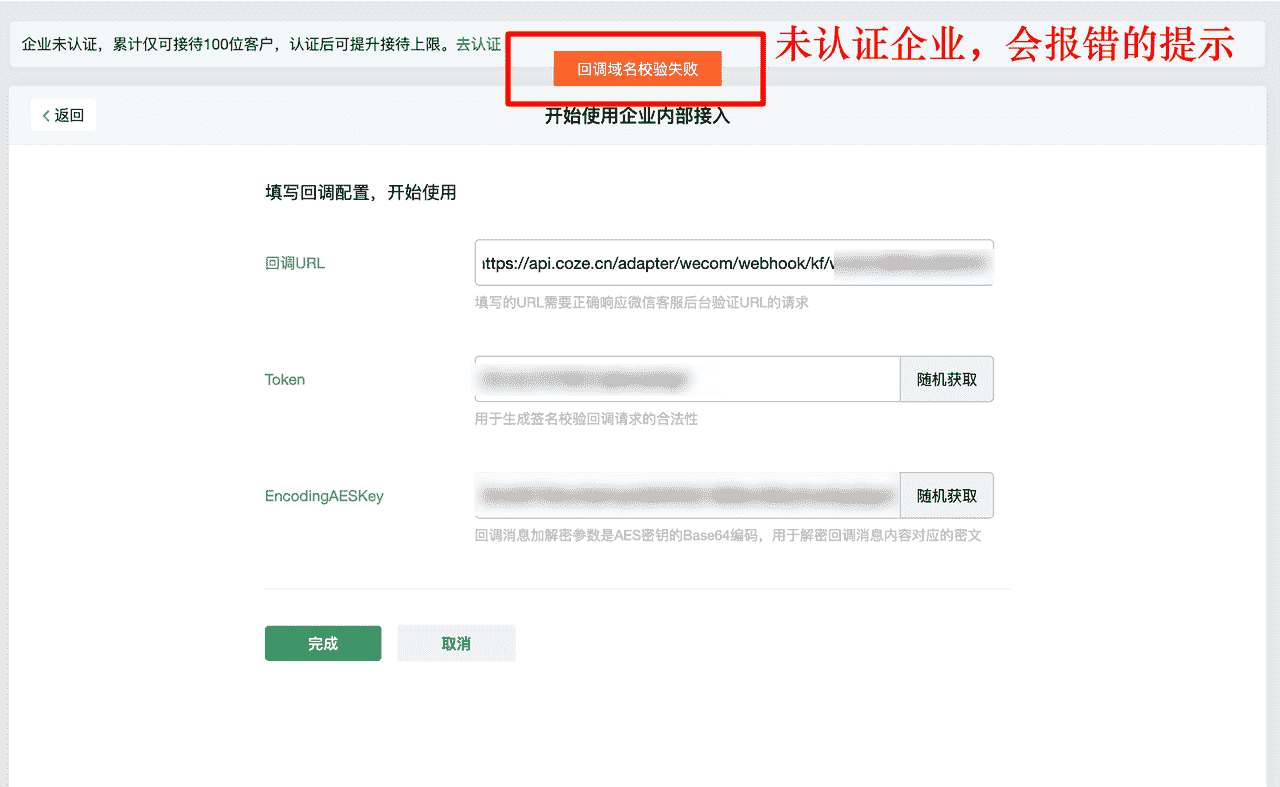 企业未认证，累计仅可接待100位客户，认证后可提升接待上限。去认证
回调域名校验失败
未认证企业，会报错的提示
返回
开始使用企业内部接入
填写回调配置，开始使用
回调URL
ttps://api.coze.cn/adapter/wecom/webhook/kf/
填写的URL需要正确响应微信客服后台验证URL的请求
Token
随机获取
用于生成签名校验回调请求的合法性
EncodingAESKey
随机获取
回调消息加解密参数是AES密钥的Base64编码，用于解密回调消息内容对应的密文
完成
取消